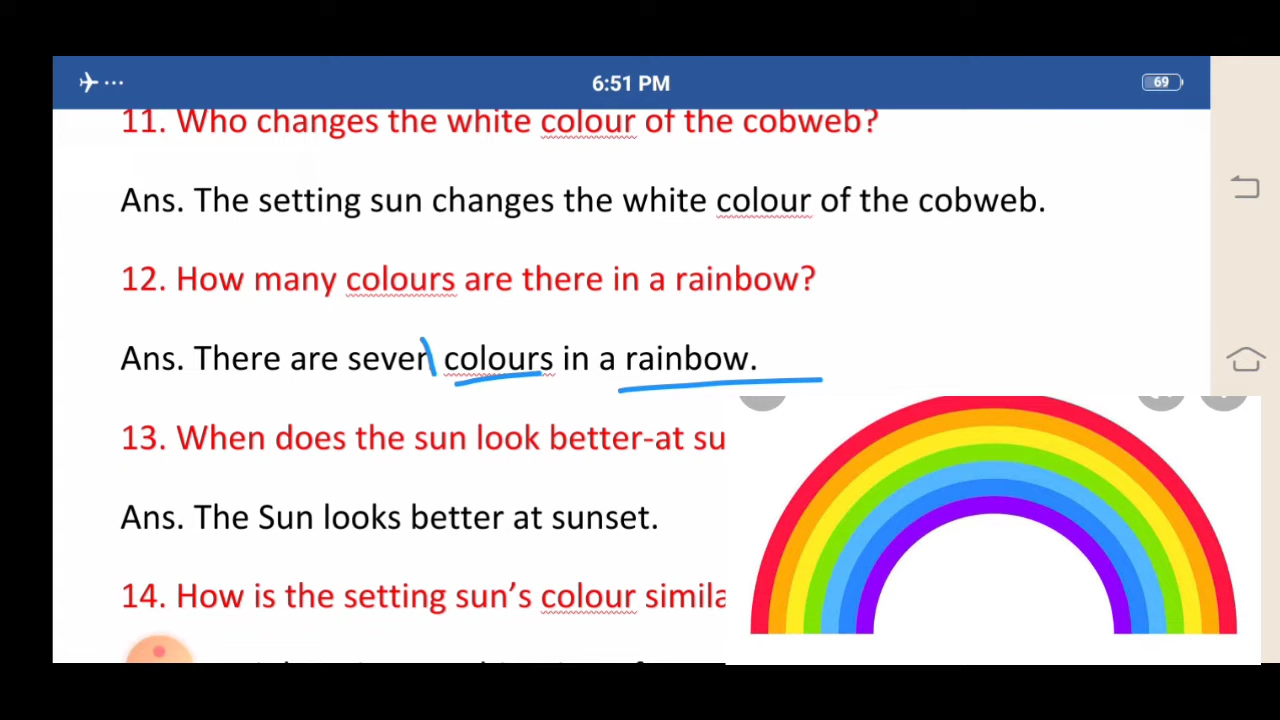 6:51 PM
69
11. Who changes the white colour of the cobweb?
Ans. The setting sun changes the white colour of the cobweb.
12. How many colours are there in a rainbow?
Ans. There are seven colours in a rainbow.
13. When does the sun look better-at su
Ans. The Sun looks better at sunset.
14. How is the setting sun’s colour simila